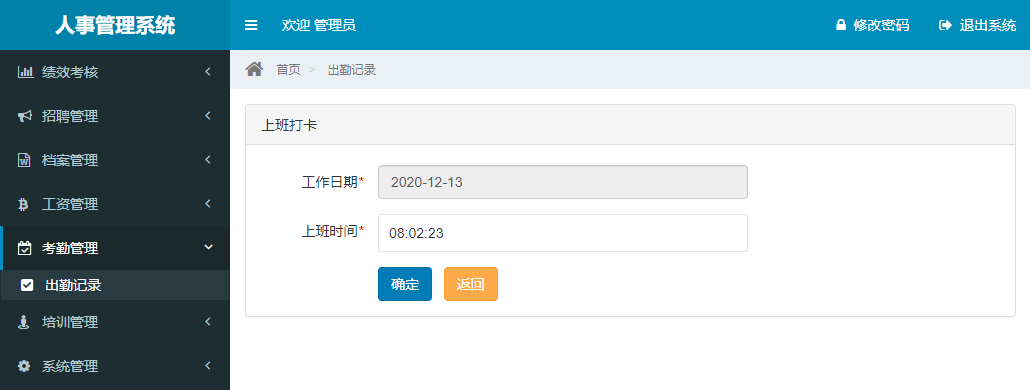 人事管理系统
欢迎 管理员
修改密码
退出系统
绩效考核
招聘管理
档案管理
工资管理
考勤管理
出勤记录
培训管理
系统管理
首页 > 出勤记录
上班打卡
工作日期* 2020-12-13
上班时间* 08:02:23
确定 返回